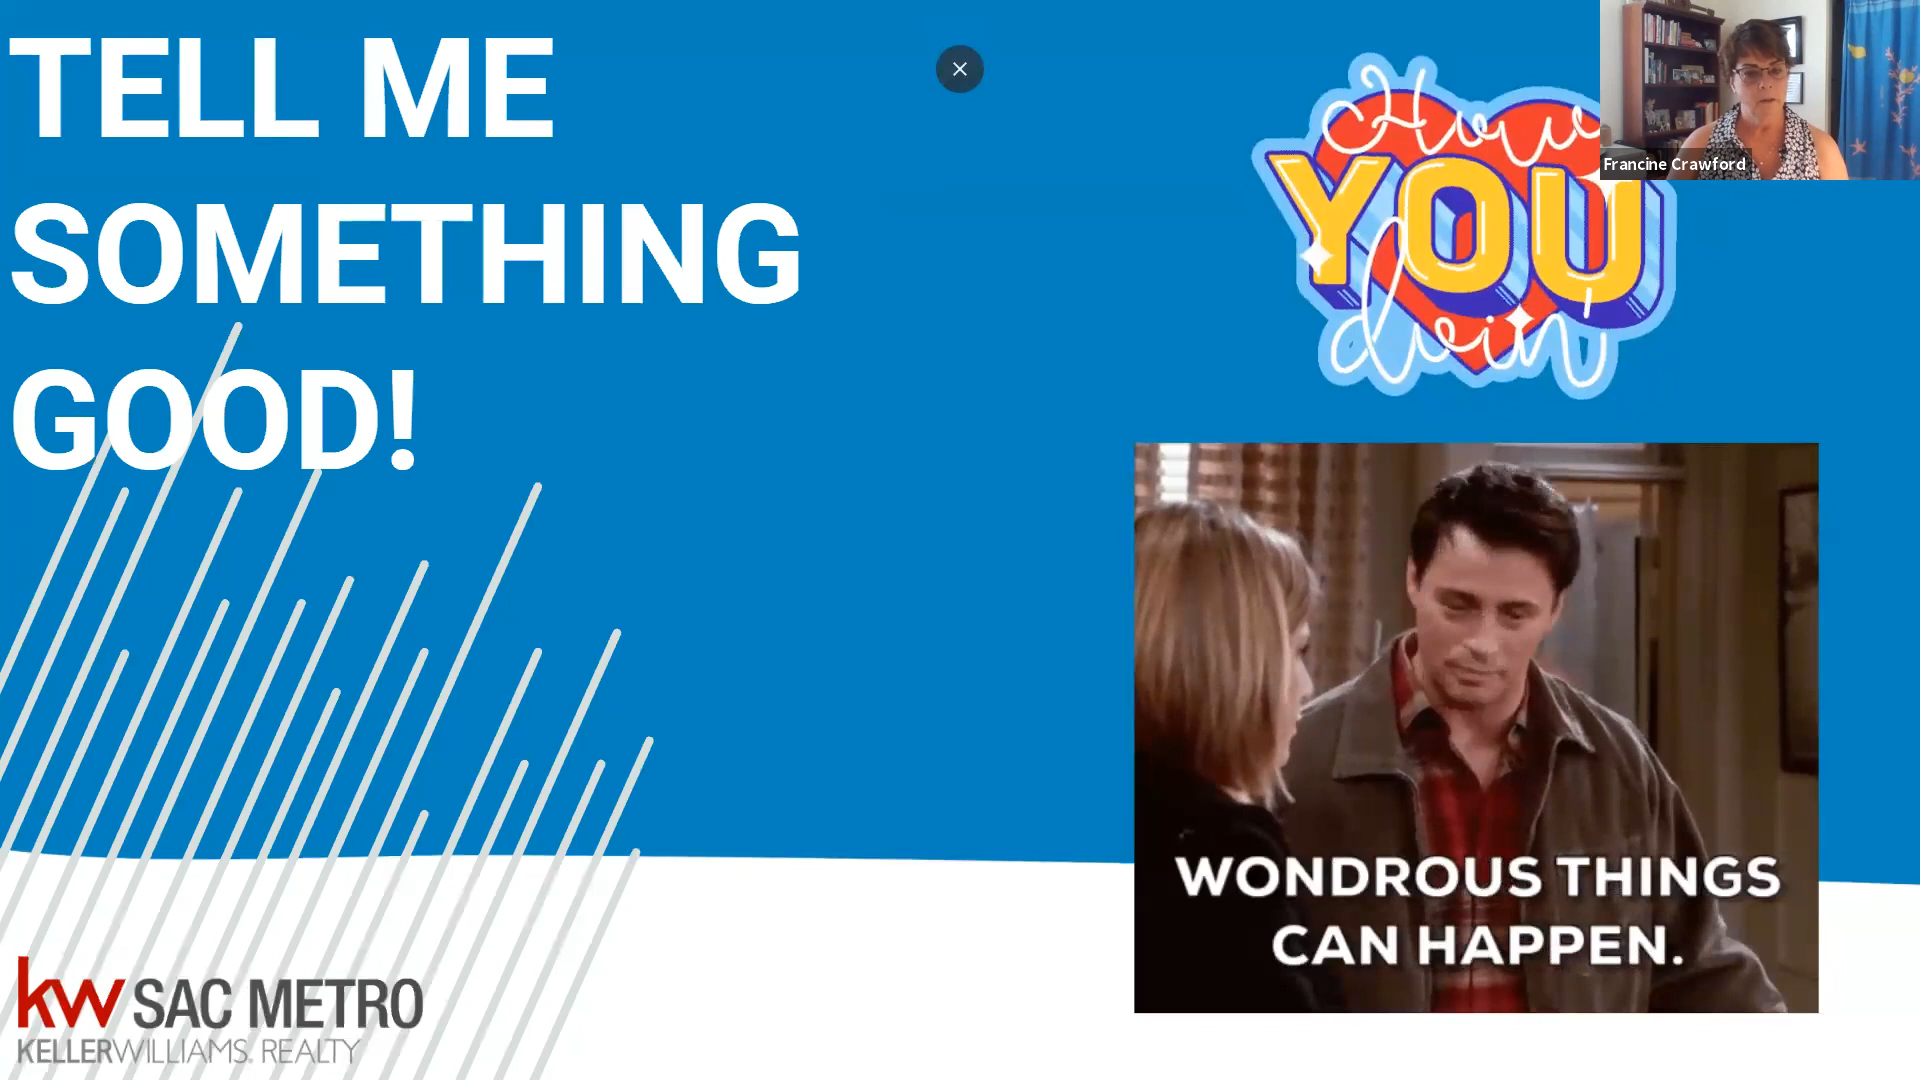 TELL ME
SOMETHING
GOOD!
How
YOU
doin'
Francine Crawford
WONDROUS THINGS
CAN HAPPEN.
kw SAC METRO
KELLERWILLIAMS. REALTY